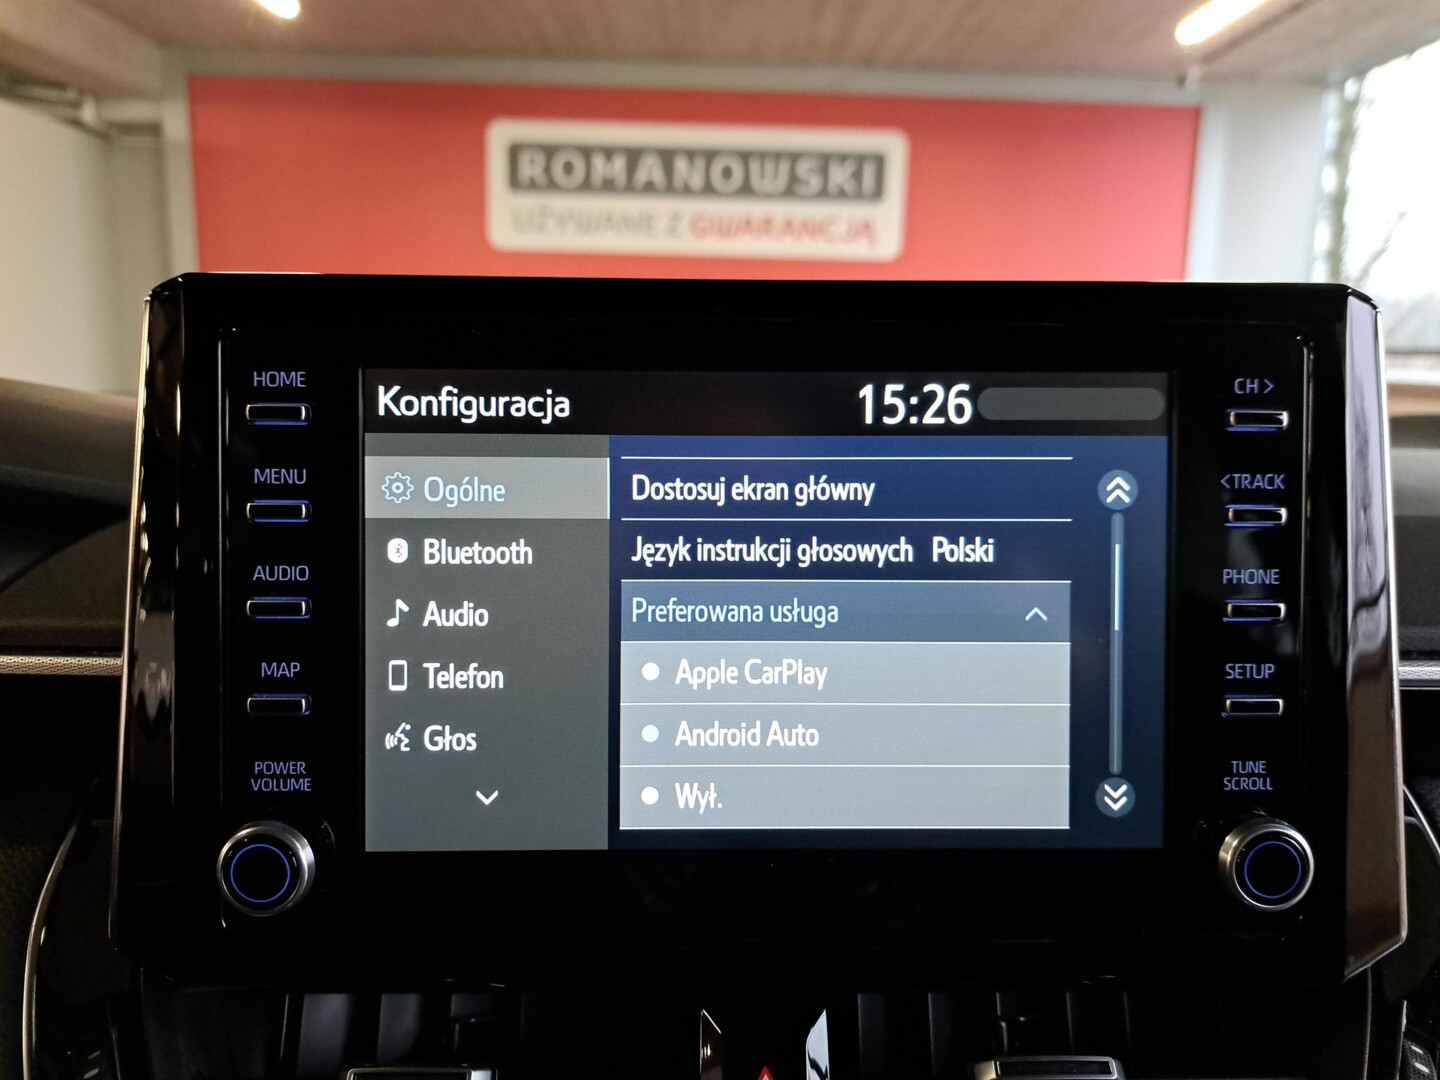 ROMANOWSKI
UŻYWANE Z GWARANCJĄ
HOME
MENU
AUDIO
MAP
POWER
VOLUME
Konfiguracja 15:26
Ogólne
Bluetooth
Audio
Telefon
Głos
Dostosuj ekran główny
Język instrukcji głosowych Polski
Preferowana usługa
Apple CarPlay
Android Auto
Wył.
CH >
< TRACK
PHONE
SETUP
TUNE
SCROLL